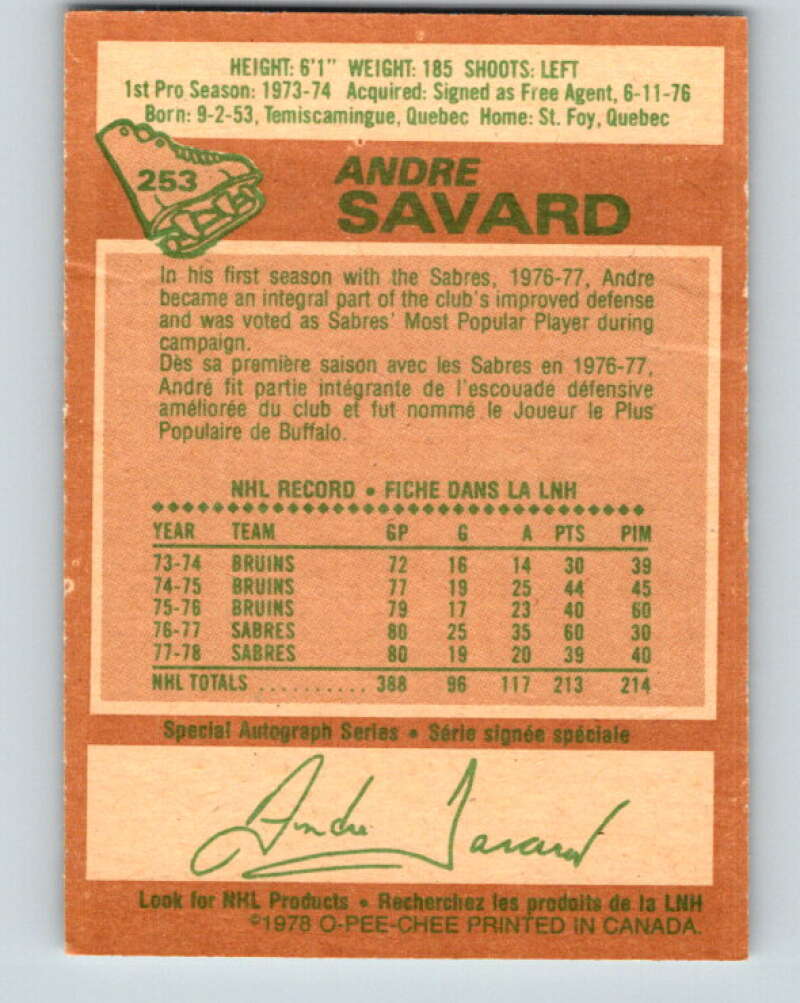 HEIGHT: 6'1" WEIGHT: 185 SHOOTS: LEFT
1st Pro Season: 1973-74 Acquired: Signed as Free Agent, 6-11-76
Born: 9-2-53, Temiscamingue, Quebec Home: St. Foy, Quebec
253
ANDRE
SAVARD
In his first season with the Sabres, 1976-77, Andre
became an integral part of the club's improved defense
and was voted as Sabres' Most Popular Player during
campaign.
Dès sa première saison avec les Sabres en 1976-77,
André fit partie intégrante de l'escouade défensive
améliorée du club et fut nommé le Joueur le Plus
Populaire de Buffalo.
NHL RECORD • FICHE DANS LA LNH
YEAR TEAM GP G A PTS PIM
73-74 BRUINS 72 16 14 30 39
74-75 BRUINS 77 19 25 44 45
75-76 BRUINS 79 17 23 40 60
76-77 SABRES 80 25 35 60 30
77-78 SABRES 80 19 20 39 40
NHL TOTALS .......... 388 96 117 213 214
Special Autograph Series • Série signée spéciale
Andre Savard
Look for NHL Products • Recherchez les produits de la LNH
©1978 O-PEE-CHEE PRINTED IN CANADA.